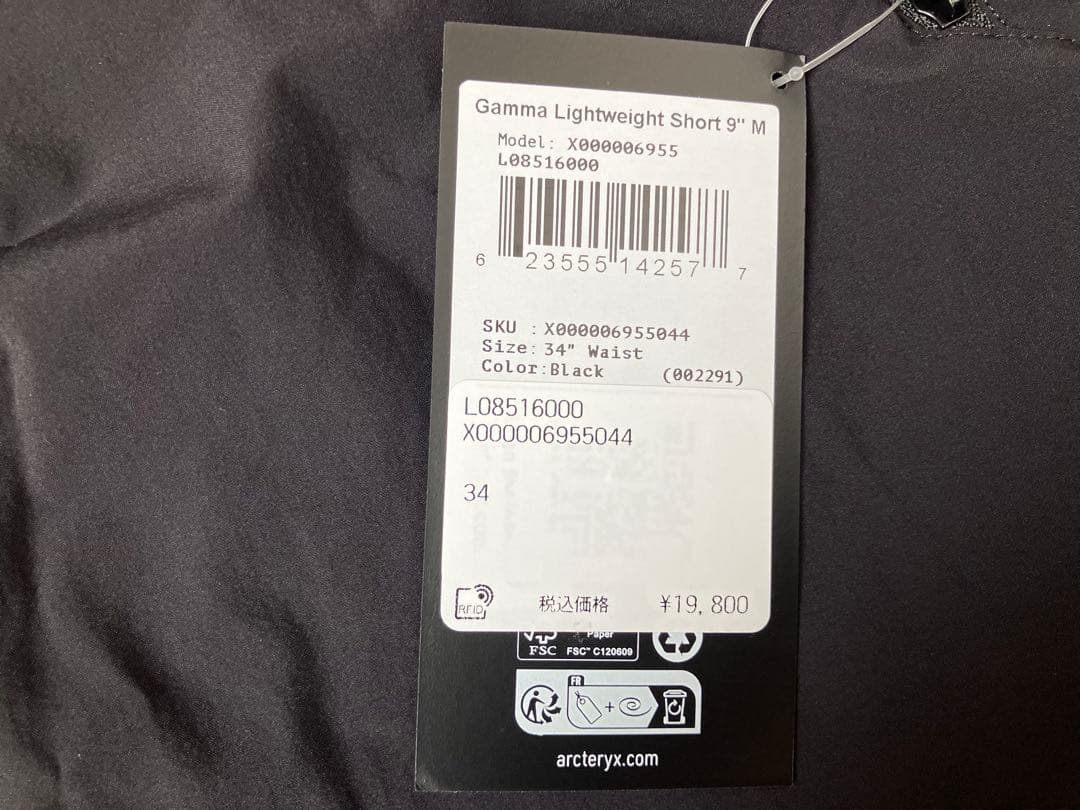 Gamma Lightweight Short 9" M
Model: X000006955
L08516000
6 23555 14257 7
SKU : X000006955044
Size: 34" Waist
Color:Black (002291)
L08516000
X000006955044
34
RFID 税込価格 ¥19,800
Paper
FSC FSC™ C120609
FR
+
arcteryx.com